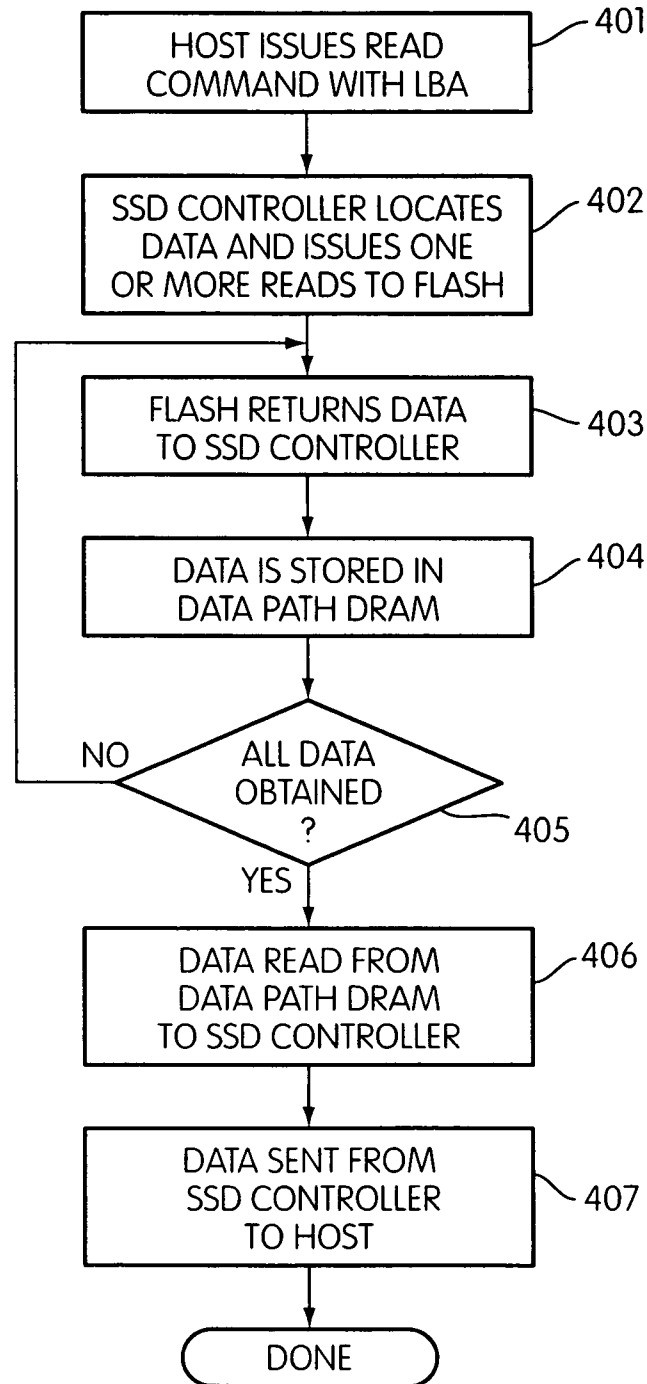 HOST ISSUES READ
COMMAND WITH LBA
401
SSD CONTROLLER LOCATES
DATA AND ISSUES ONE
OR MORE READS TO FLASH
402
FLASH RETURNS DATA
TO SSD CONTROLLER
403
DATA IS STORED IN
DATA PATH DRAM
404
NO
ALL DATA
OBTAINED
?
405
YES
DATA READ FROM
DATA PATH DRAM
TO SSD CONTROLLER
406
DATA SENT FROM
SSD CONTROLLER
TO HOST
407
DONE